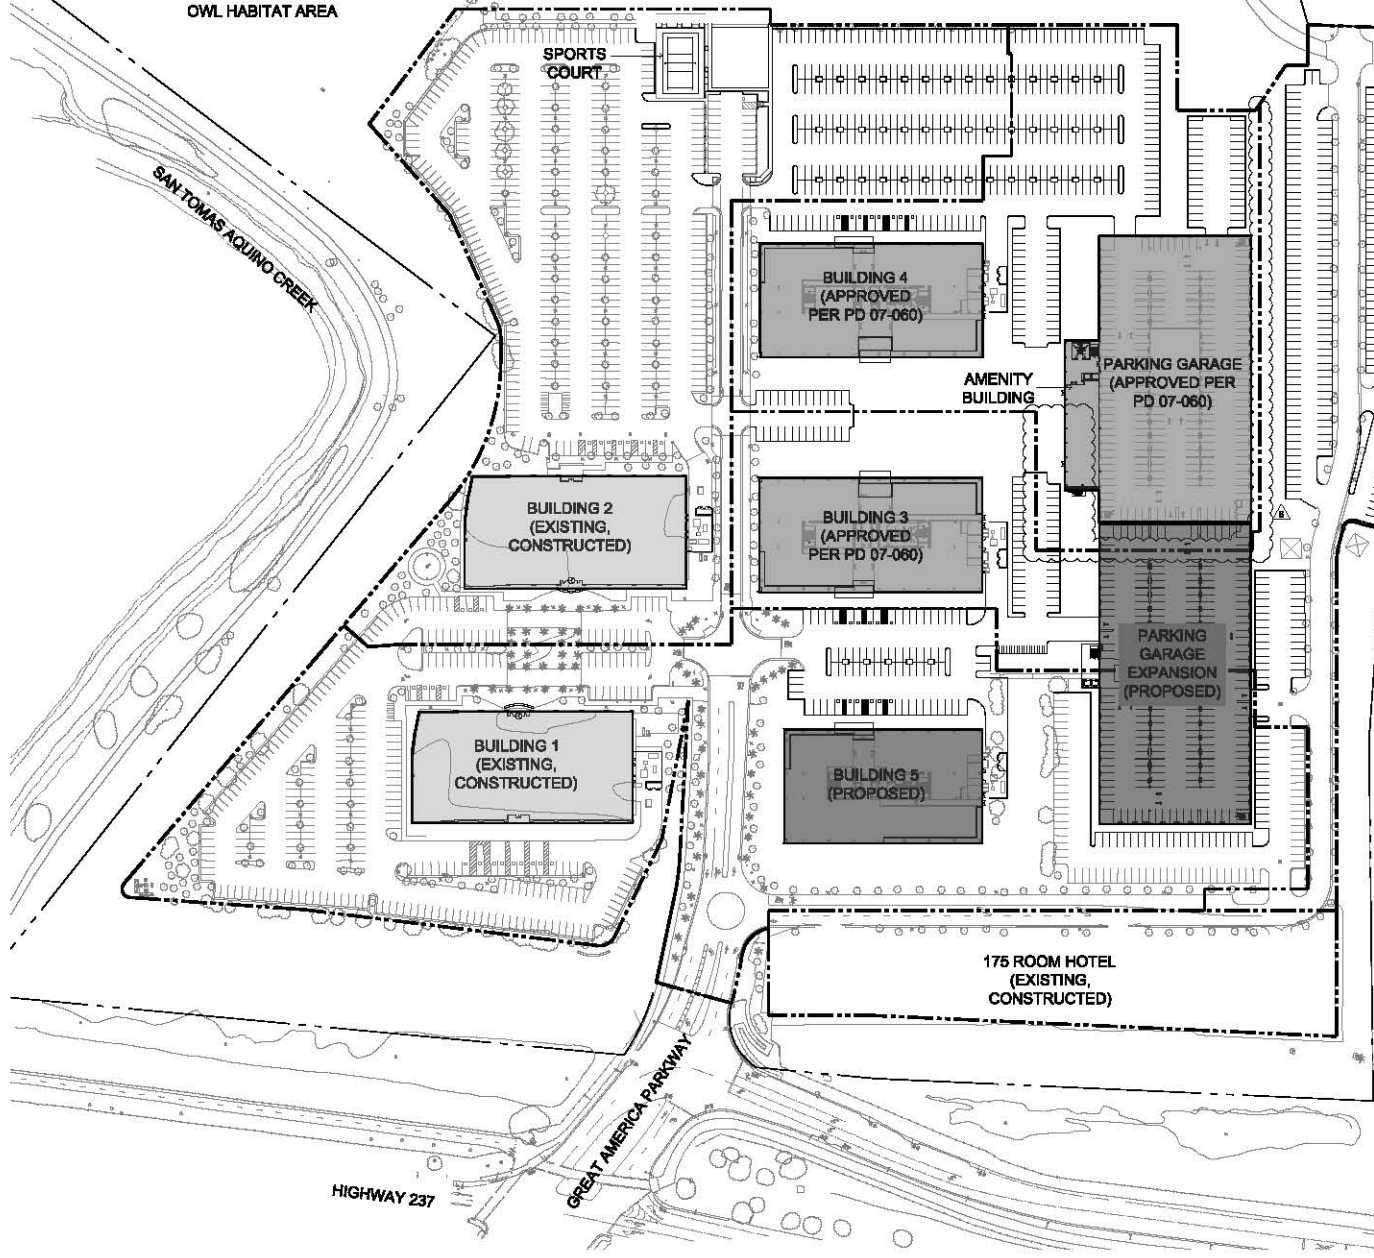 OWL HABITAT AREA
SPORTS
COURT
SAN TOMAS AQUINO CREEK
BUILDING 4
(APPROVED
PER PD 07-060)
PARKING GARAGE
(APPROVED PER
PD 07-060)
AMENITY
BUILDING
BUILDING 2
(EXISTING,
CONSTRUCTED)
BUILDING 3
(APPROVED
PER PD 07-060)
PARKING
GARAGE
EXPANSION
(PROPOSED)
BUILDING 1
(EXISTING,
CONSTRUCTED)
BUILDING 5
(PROPOSED)
175 ROOM HOTEL
(EXISTING,
CONSTRUCTED)
GREAT AMERICA PARKWAY
HIGHWAY 237